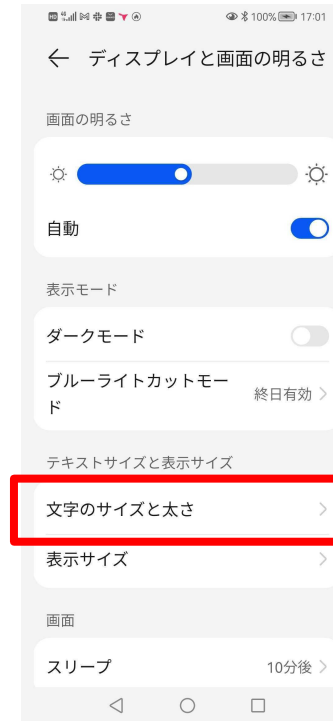 100% 17:01
ディスプレイと画面の明るさ
画面の明るさ
自動
表示モード
ダークモード
ブルーライトカットモー
ド
終日有効
テキストサイズと表示サイズ
文字のサイズと太さ
表示サイズ
画面
スリープ 10分後